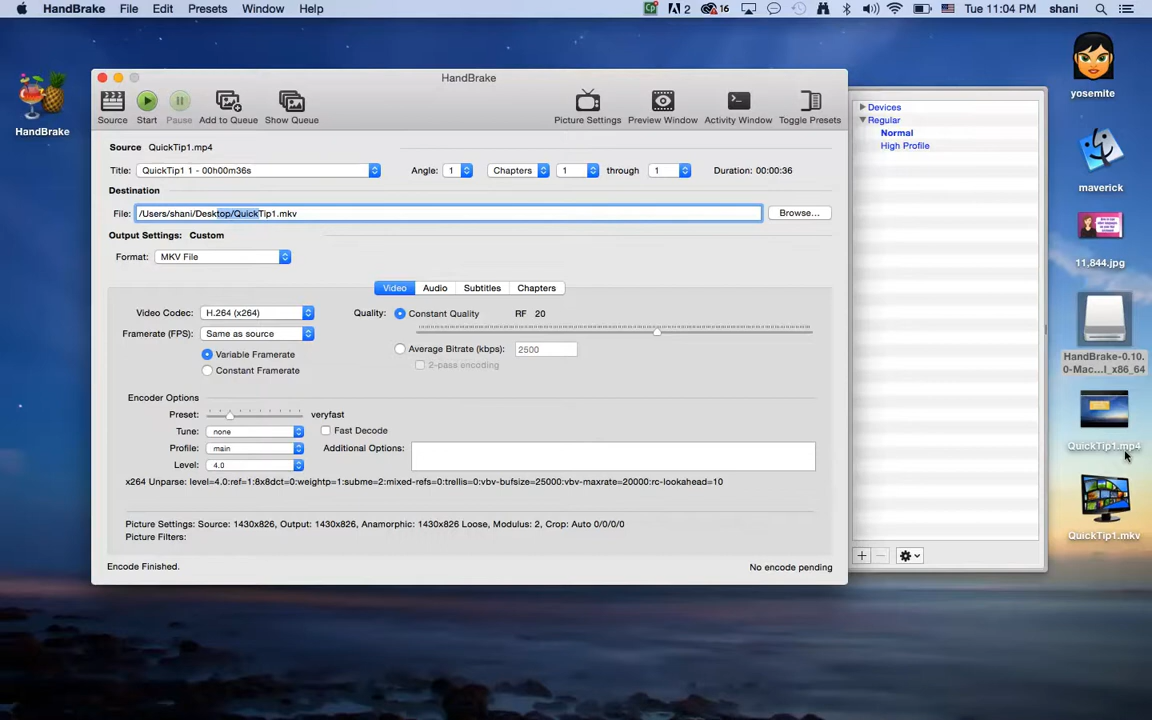 HandBrake File Edit Presets Window Help 2 16 Tue 11:04 PM shani
HandBrake
yosemite
maverick
11,844.jpg
HandBrake-0.10.
0-Mac...l_x86_64
QuickTip1.mp4
QuickTip1.mkv
HandBrake
Source Start Pause Add to Queue Show Queue Picture Settings Preview Window Activity Window Toggle Presets
Source QuickTip1.mp4
Title: QuickTip1 1 - 00h00m36s Angle: 1 Chapters 1 through 1 Duration: 00:00:36
Destination
File: /Users/shani/Desktop/QuickTip1.mkv Browse...
Output Settings: Custom
Format: MKV File
Video Audio Subtitles Chapters
Video Codec: H.264 (x264) Quality: Constant Quality RF 20
Framerate (FPS): Same as source
Variable Framerate Average Bitrate (kbps): 2500
Constant Framerate 2-pass encoding
Encoder Options
Preset: veryfast
Tune: none Fast Decode
Profile: main Additional Options:
Level: 4.0
x264 Unparse: level=4.0:ref=1:8x8dct=0:weightp=1:subme=2:mixed-refs=0:trellis=0:vbv-bufsize=25000:vbv-maxrate=20000:rc-lookahead=10
Picture Settings: Source: 1430x826, Output: 1430x826, Anamorphic: 1430x826 Loose, Modulus: 2, Crop: Auto 0/0/0/0
Picture Filters:
Encode Finished. No encode pending
Devices
Regular
Normal
High Profile